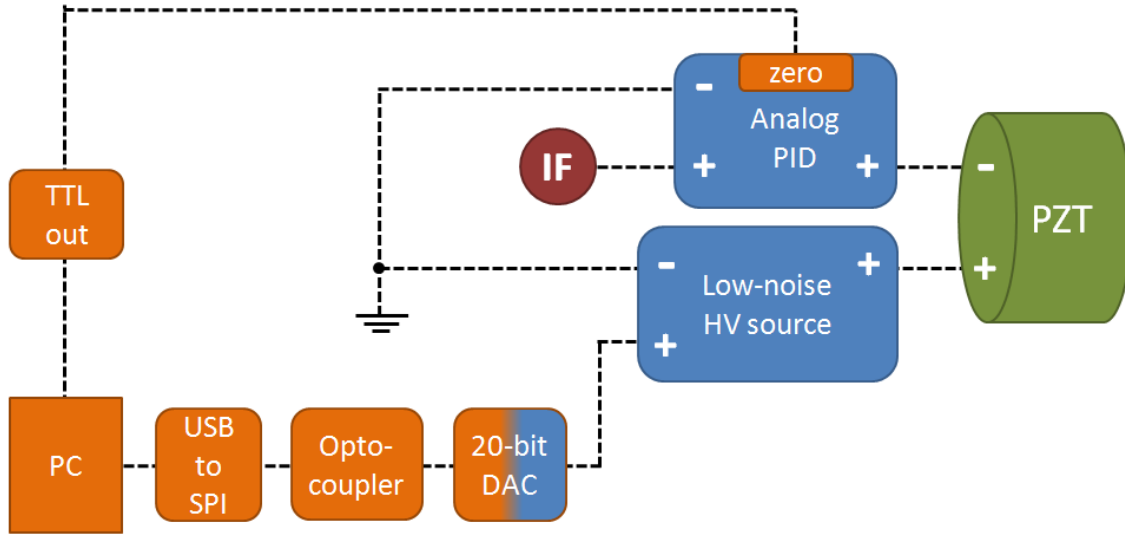 zero
-
Analog
PID
+
+
IF
-
PZT
+
TTL
out
-
+
Low-noise
HV source
+
PC
USB
to
SPI
Opto-
coupler
20-bit
DAC